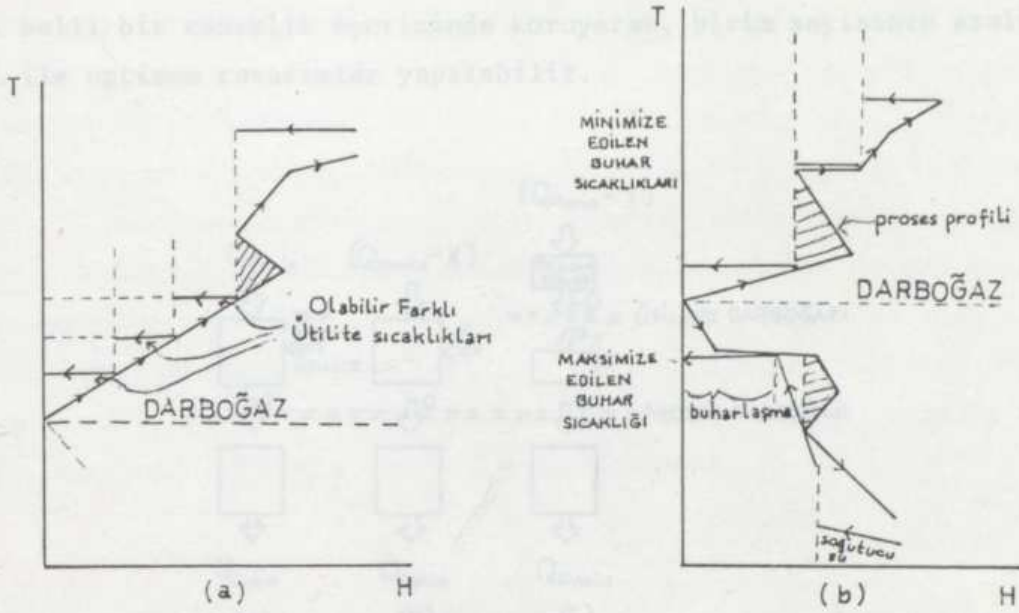 T
Olabilir Farklı
Ütilite sıcaklıkları
DARBOĞAZ
(a)
H
T
MİNİMİZE
EDİLEN
BUHAR
SICAKLIKLARI
proses profili
DARBOĞAZ
MAKSİMİZE
EDİLEN
BUHAR
SICAKLIĞI
buharlaşma
soğutucu
su
(b)
H